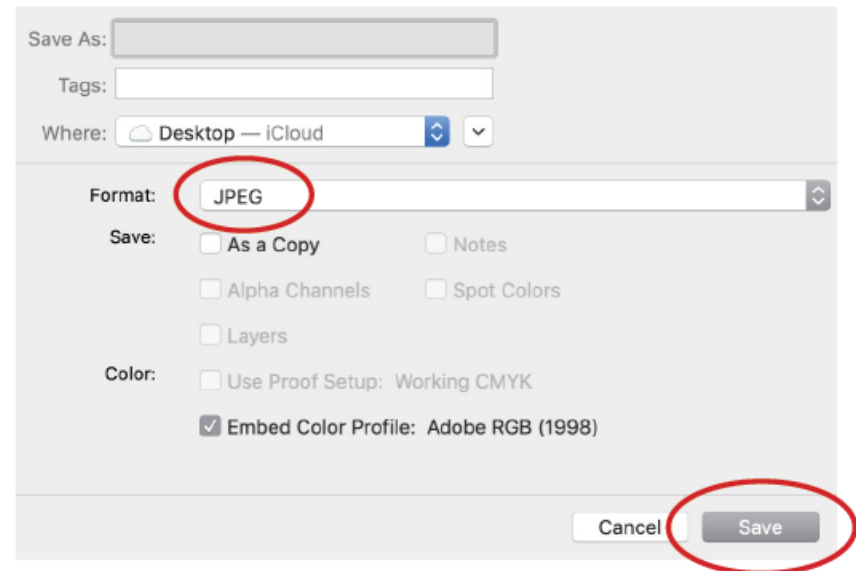 Save As:
Tags:
Where: Desktop — iCloud
Format: JPEG
Save: As a Copy Notes
Alpha Channels Spot Colors
Layers
Color: Use Proof Setup: Working CMYK
Embed Color Profile: Adobe RGB (1998)
Cancel Save